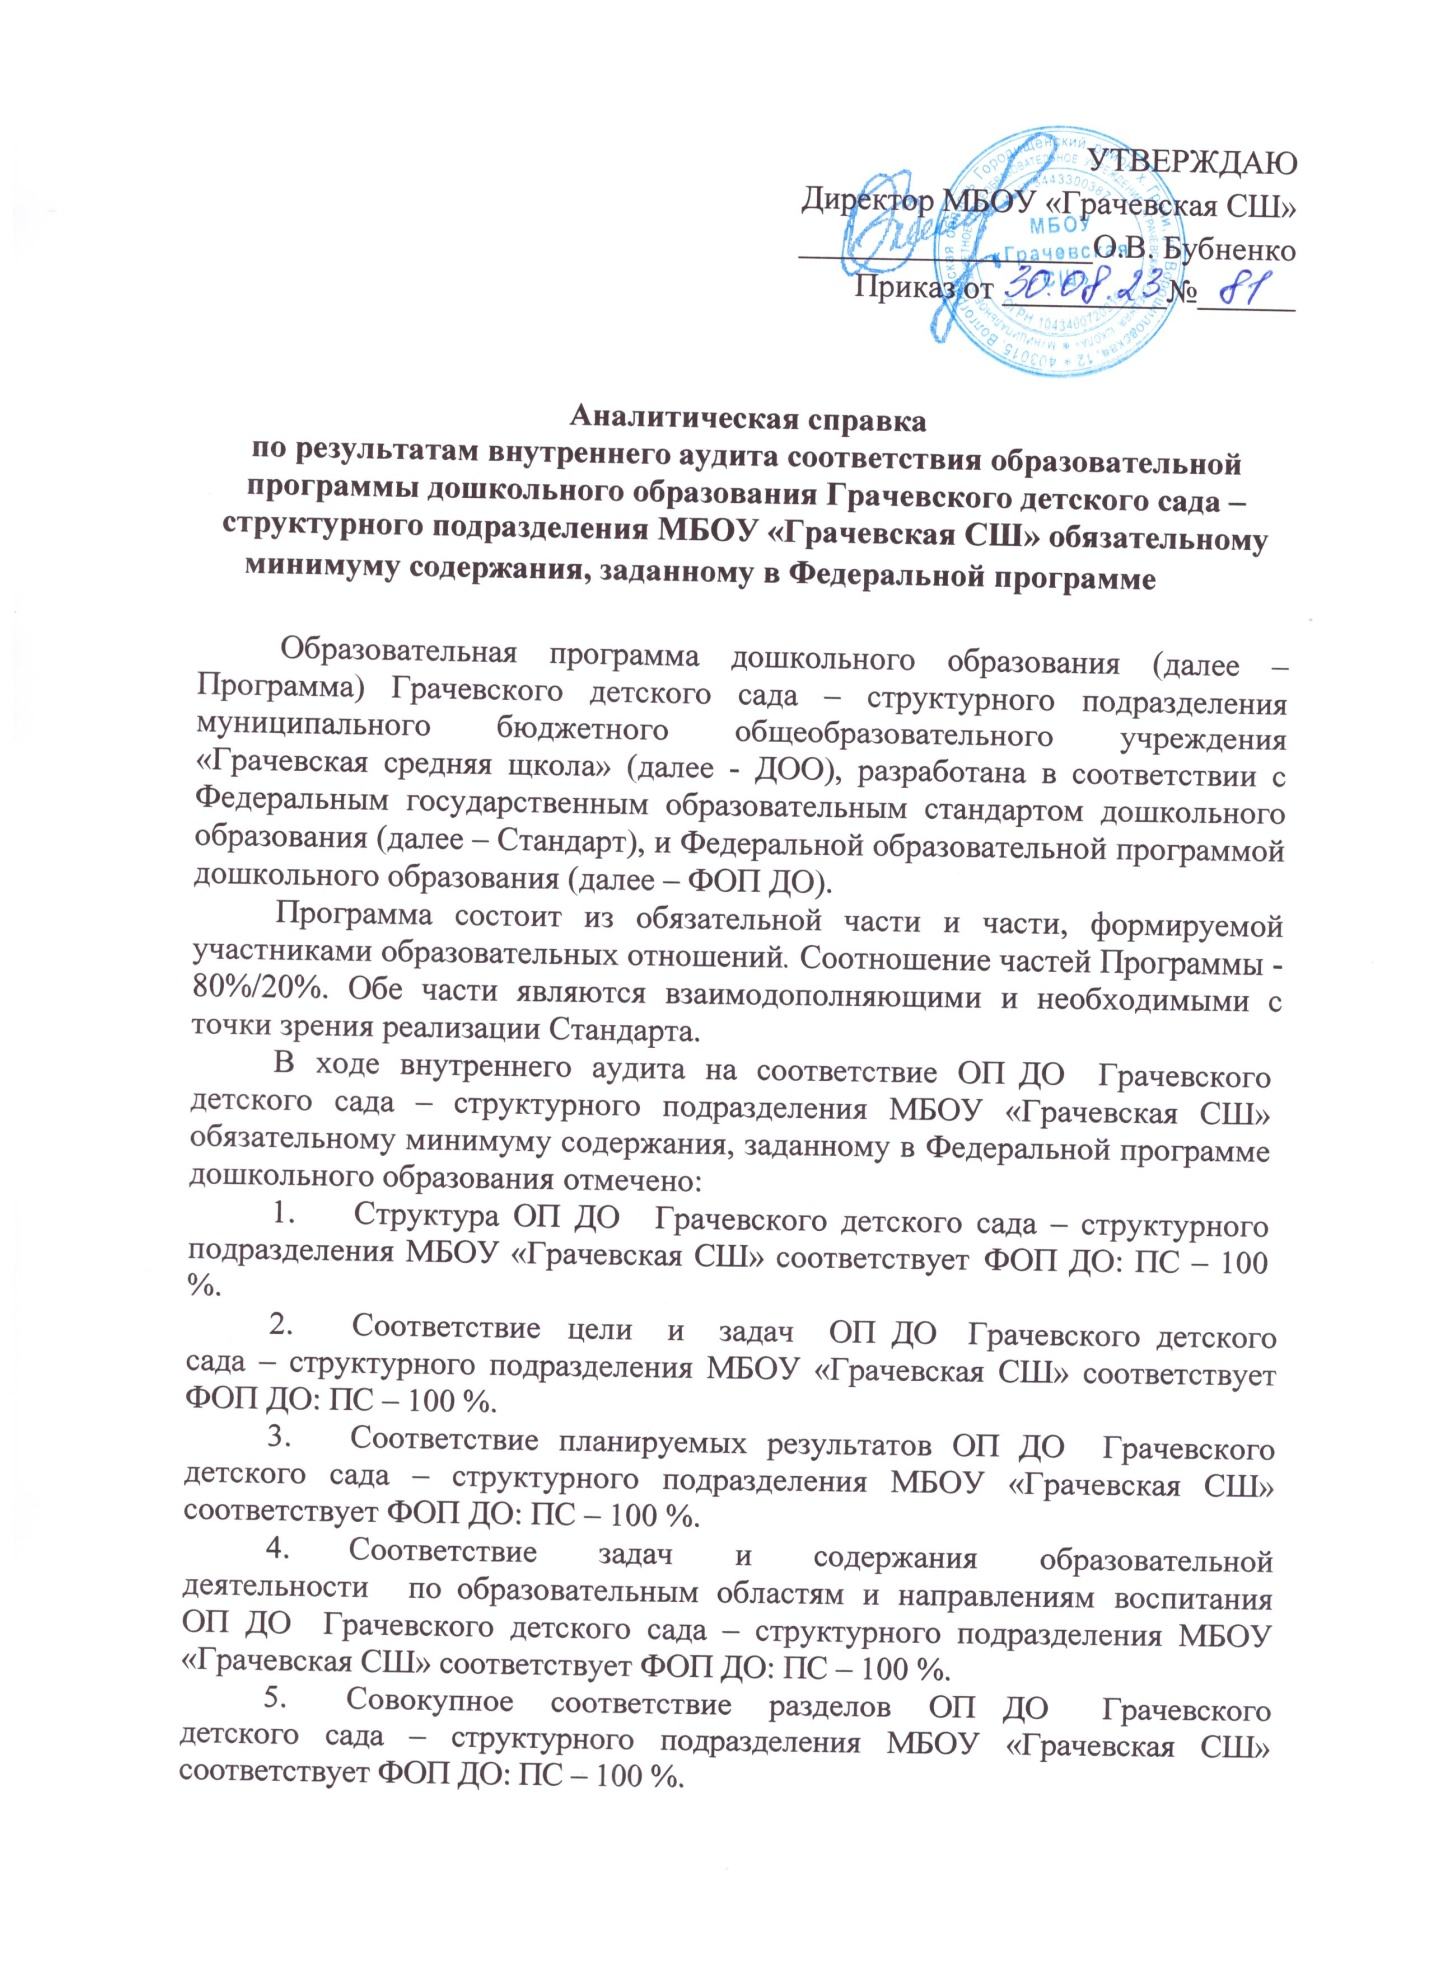 УТВЕРЖДАЮ
Директор МБОУ «Грачевская СШ»
О.В. Бубненко
Приказ от 30.08.23 № 81
МБОУ
«Грачевская
СШ»
Аналитическая справка
по результатам внутреннего аудита соответствия образовательной
программы дошкольного образования Грачевского детского сада –
структурного подразделения МБОУ «Грачевская СШ» обязательному
минимуму содержания, заданному в Федеральной программе
Образовательная программа дошкольного образования (далее –
Программа) Грачевского детского сада – структурного подразделения
муниципального бюджетного общеобразовательного учреждения
«Грачевская средняя щкола» (далее - ДОО), разработана в соответствии с
Федеральным государственным образовательным стандартом дошкольного
образования (далее – Стандарт), и Федеральной образовательной программой
дошкольного образования (далее – ФОП ДО).
Программа состоит из обязательной части и части, формируемой
участниками образовательных отношений. Соотношение частей Программы -
80%/20%. Обе части являются взаимодополняющими и необходимыми с
точки зрения реализации Стандарта.
В ходе внутреннего аудита на соответствие ОП ДО Грачевского
детского сада – структурного подразделения МБОУ «Грачевская СШ»
обязательному минимуму содержания, заданному в Федеральной программе
дошкольного образования отмечено:
1. Структура ОП ДО Грачевского детского сада – структурного
подразделения МБОУ «Грачевская СШ» соответствует ФОП ДО: ПС – 100
%.
2. Соответствие цели и задач ОП ДО Грачевского детского
сада – структурного подразделения МБОУ «Грачевская СШ» соответствует
ФОП ДО: ПС – 100 %.
3. Соответствие планируемых результатов ОП ДО Грачевского
детского сада – структурного подразделения МБОУ «Грачевская СШ»
соответствует ФОП ДО: ПС – 100 %.
4. Соответствие задач и содержания образовательной
деятельности по образовательным областям и направлениям воспитания
ОП ДО Грачевского детского сада – структурного подразделения МБОУ
«Грачевская СШ» соответствует ФОП ДО: ПС – 100 %.
5. Совокупное соответствие разделов ОП ДО Грачевского
детского сада – структурного подразделения МБОУ «Грачевская СШ»
соответствует ФОП ДО: ПС – 100 %.